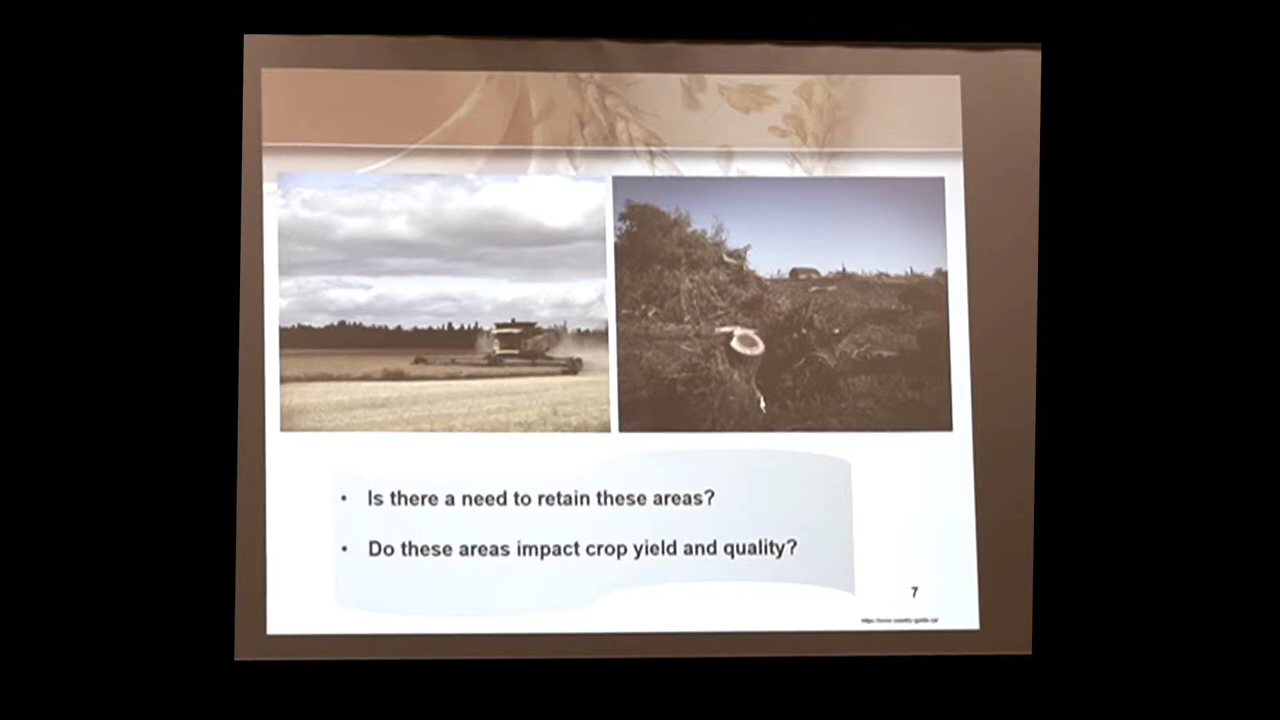 • Is there a need to retain these areas?
• Do these areas impact crop yield and quality?
7